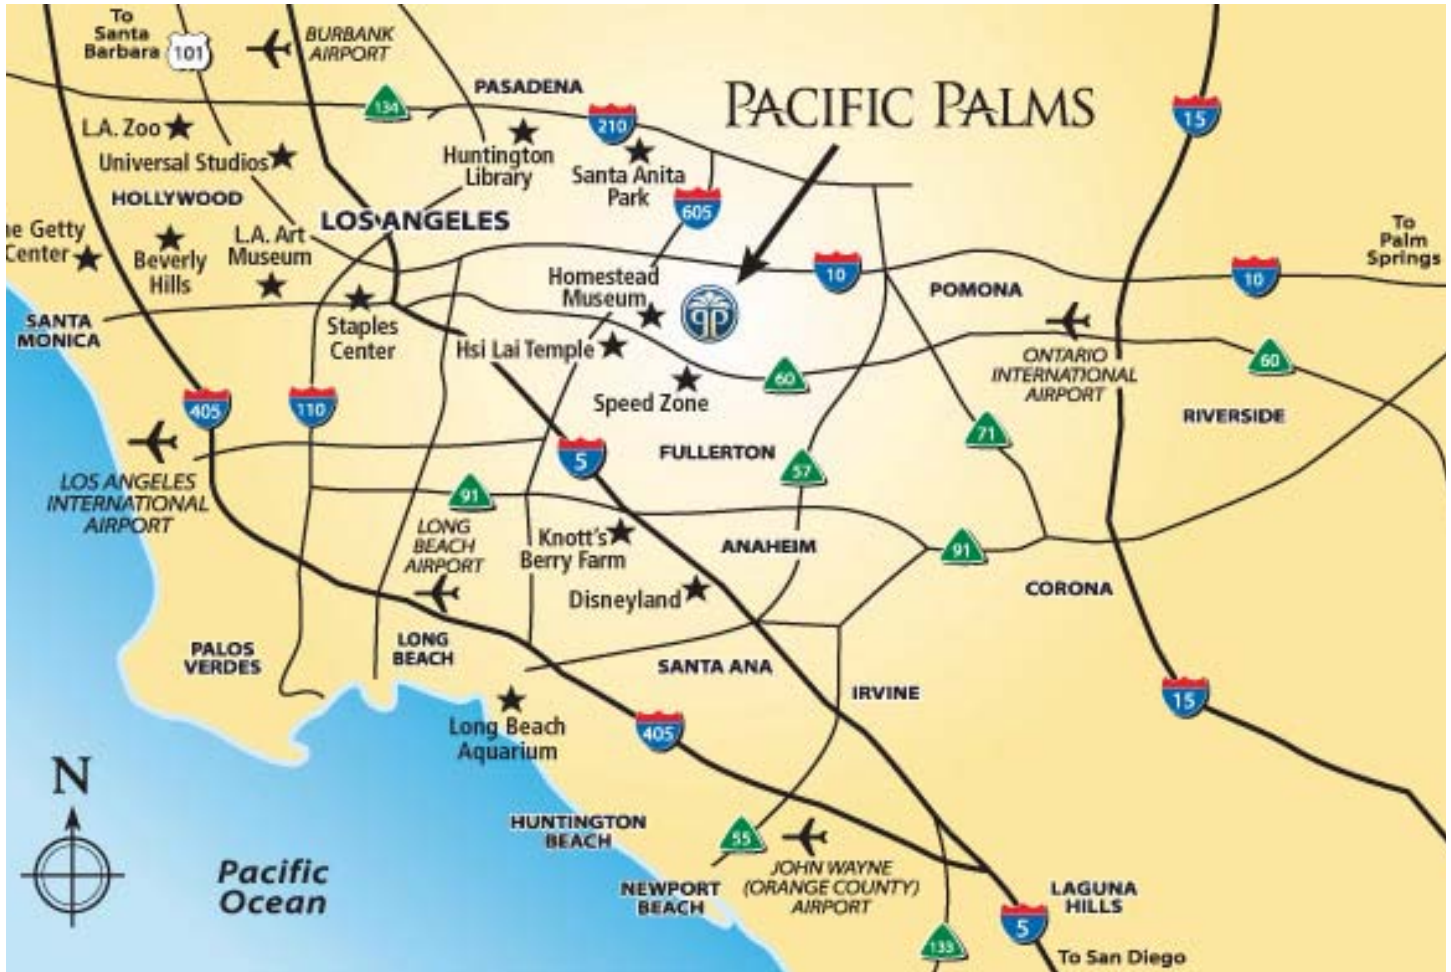 To
Santa
Barbara
101
BURBANK
AIRPORT
134
PASADENA
210
PACIFIC PALMS
15
L.A. Zoo
Universal Studios
Huntington
Library
Santa Anita
Park
605
HOLLYWOOD
LOS ANGELES
he Getty
Center
Beverly
Hills
L.A. Art
Museum
Homestead
Museum
10
POMONA
10
To
Palm
Springs
SANTA
MONICA
Staples
Center
Hsi Lai Temple
Speed Zone
60
ONTARIO
INTERNATIONAL
AIRPORT
60
RIVERSIDE
405
110
LOS ANGELES
INTERNATIONAL
AIRPORT
5
FULLERTON
57
71
91
LONG
BEACH
AIRPORT
Knott's
Berry Farm
ANAHEIM
91
CORONA
Disneyland
PALOS
VERDES
LONG
BEACH
SANTA ANA
IRVINE
15
Long Beach
Aquarium
405
N
HUNTINGTON
BEACH
55
JOHN WAYNE
(ORANGE COUNTY)
AIRPORT
Pacific
Ocean
NEWPORT
BEACH
LAGUNA
HILLS
133
5
To San Diego